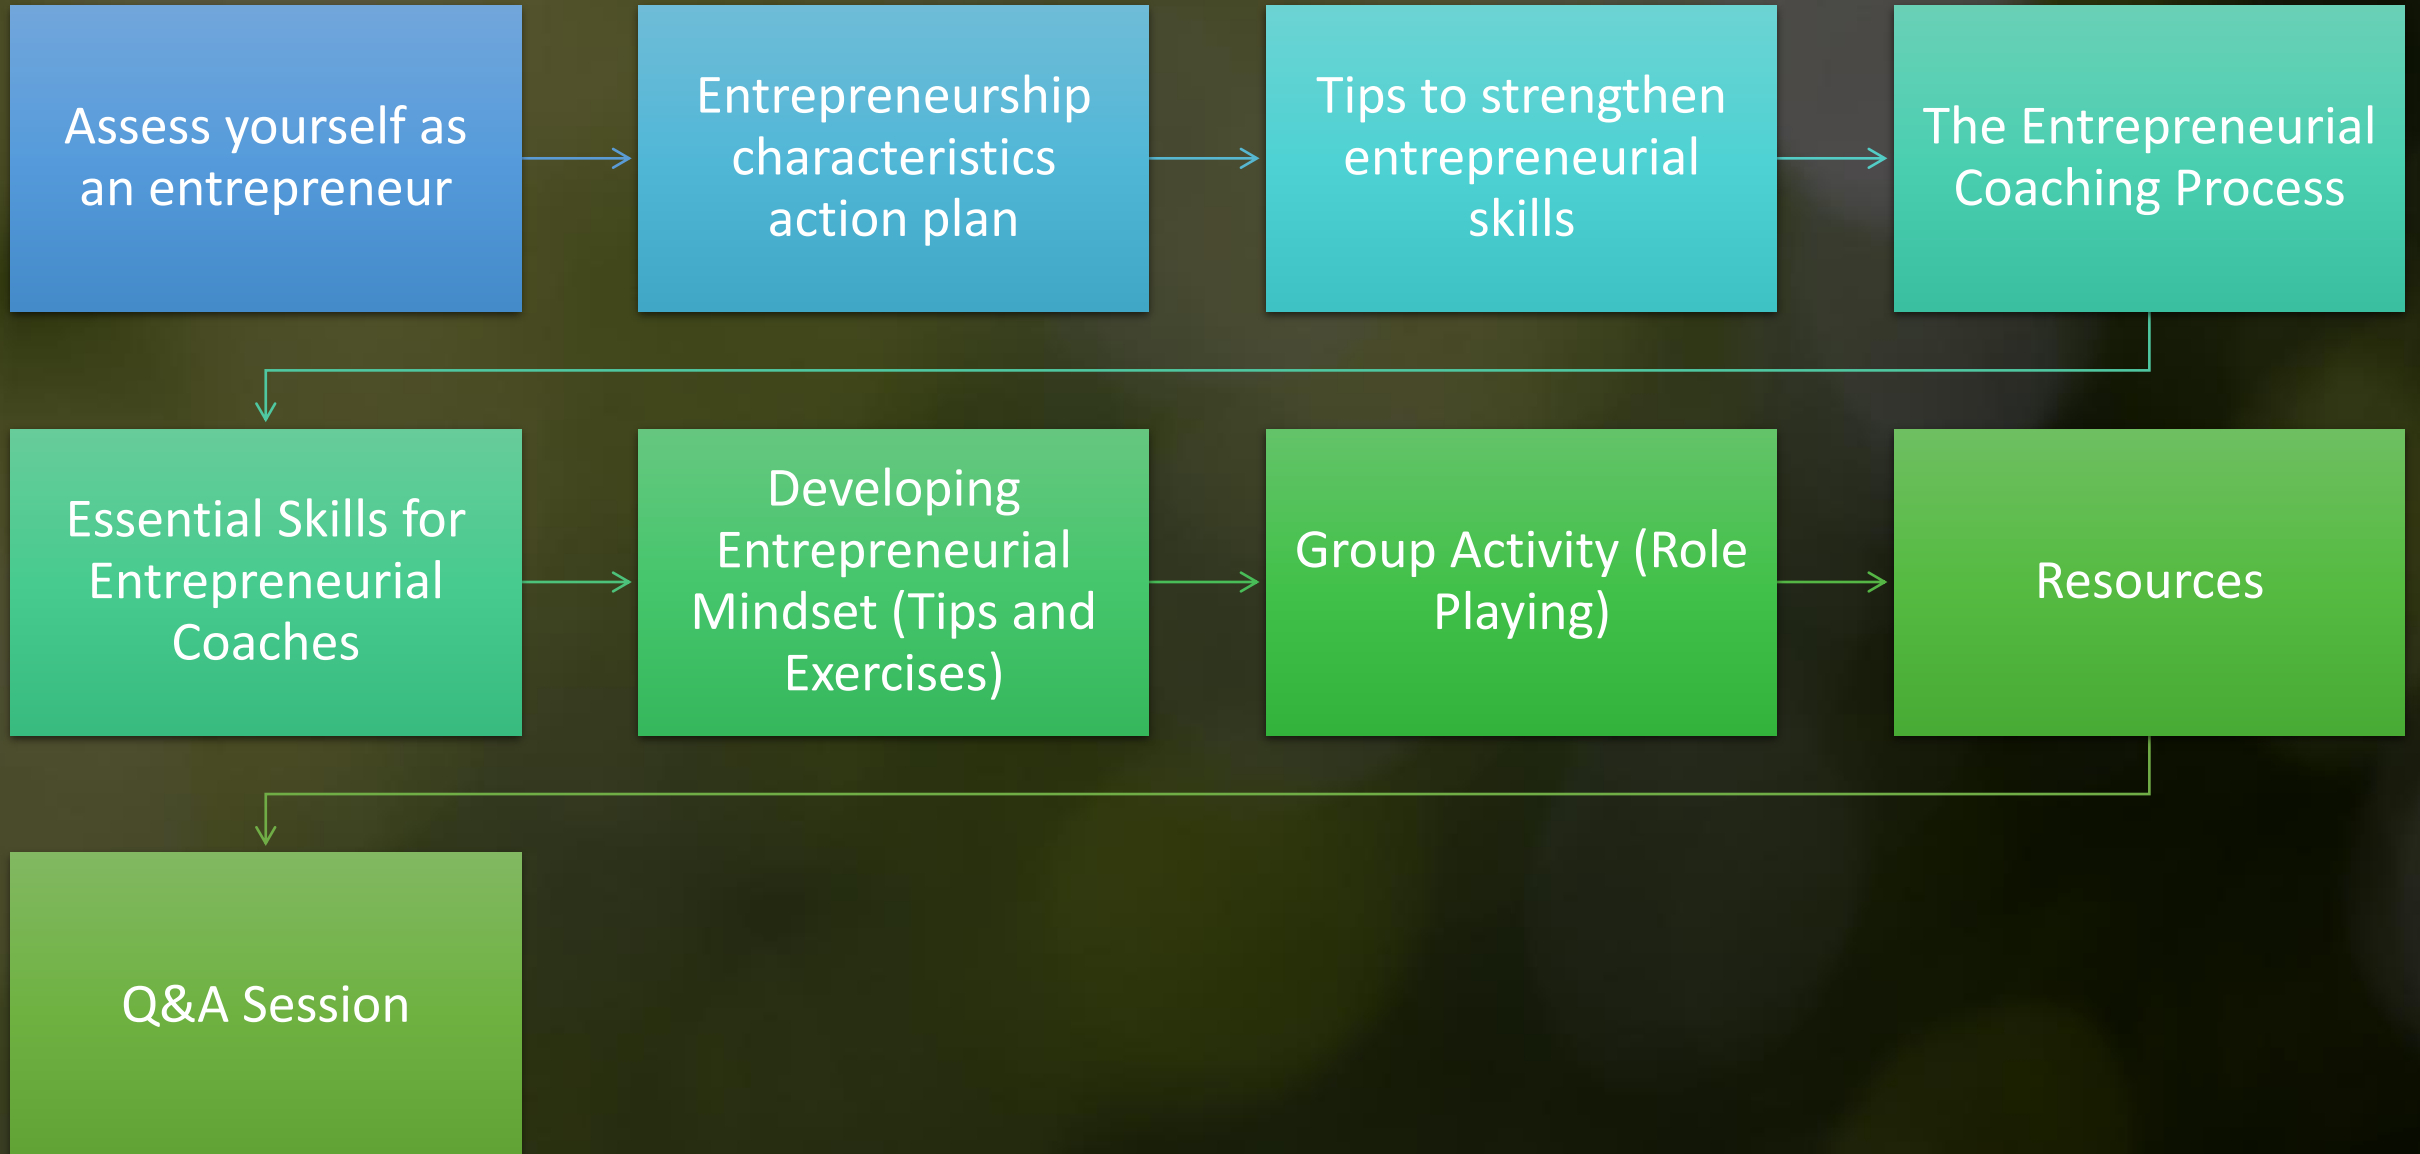 Assess yourself as
an entrepreneur
Entrepreneurship
characteristics
action plan
Tips to strengthen
entrepreneurial
skills
The Entrepreneurial
Coaching Process
Essential Skills for
Entrepreneurial
Coaches
Developing
Entrepreneurial
Mindset (Tips and
Exercises)
Group Activity (Role
Playing)
Resources
Q&A Session